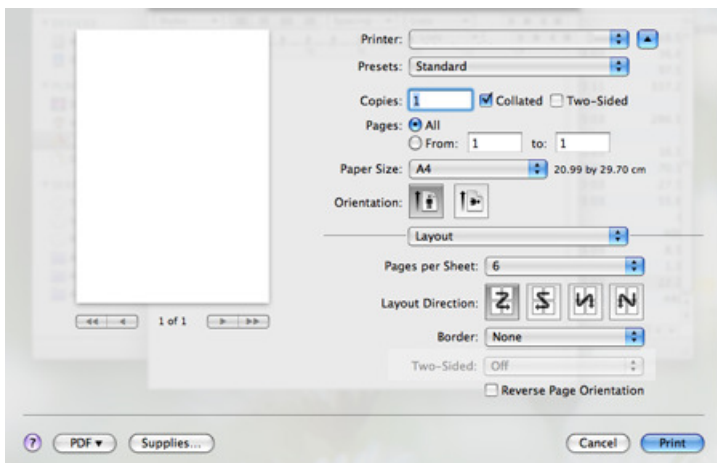 Printer:
Presets: Standard
Copies: 1 Collated Two-Sided
Pages: All
From: 1 to: 1
Paper Size: A4 20.99 by 29.70 cm
Orientation:
Layout
Pages per Sheet: 6
Layout Direction:
Border: None
Two-Sided: Off
Reverse Page Orientation
1 of 1
? PDF▼ Supplies... Cancel Print